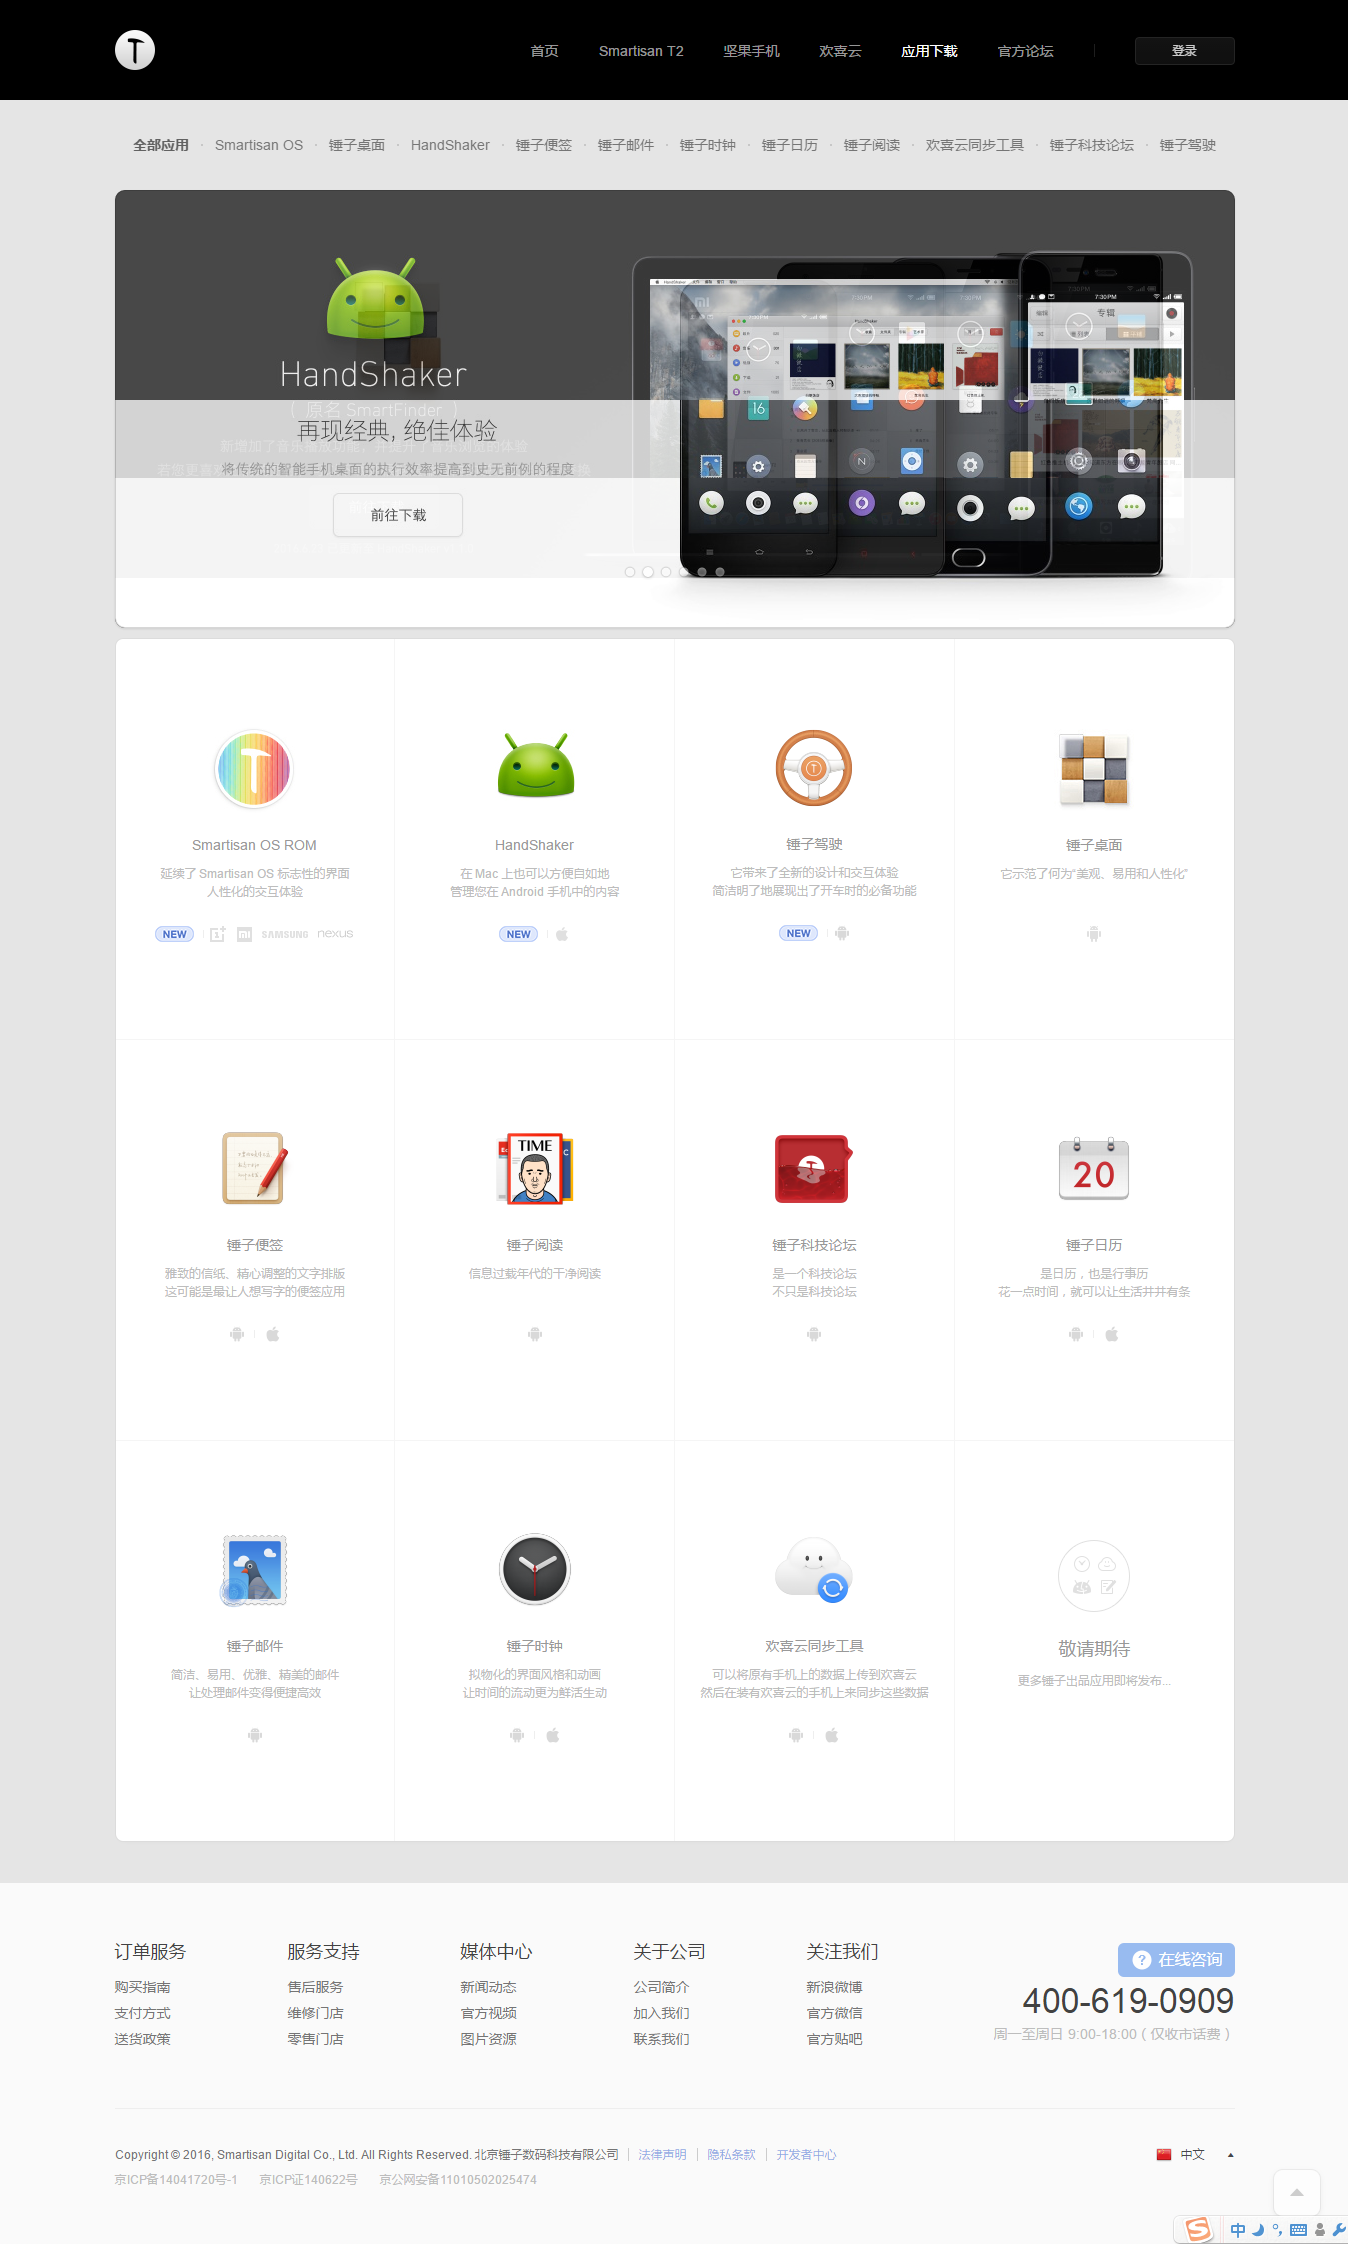 首页 Smartisan T2 坚果手机 欢喜云 应用下载 官方论坛 登录
全部应用 · Smartisan OS · 锤子桌面 · HandShaker · 锤子便签 · 锤子邮件 · 锤子时钟 · 锤子日历 · 锤子阅读 · 欢喜云同步工具 · 锤子科技论坛 · 锤子驾驶
HandShaker
( 原名 SmartFinder )
再现经典, 绝佳体验
将传统的智能手机桌面的执行效率提高到史无前例的程度
前往下载
Smartisan OS ROM
延续了 Smartisan OS 标志性的界面
人性化的交互体验
NEW SAMSUNG nexus
HandShaker
在 Mac 上也可以方便自如地
管理您在 Android 手机中的内容
NEW
锤子驾驶
它带来了全新的设计和交互体验
简洁明了地展现出了开车时的必备功能
NEW
锤子桌面
它示范了何为“美观、易用和人性化”
锤子便签
雅致的信纸、精心调整的文字排版
这可能是最让人想写字的便签应用
TIME
锤子阅读
信息过载年代的干净阅读
锤子科技论坛
是一个科技论坛
不只是科技论坛
20
锤子日历
是日历，也是行事历
花一点时间，就可以让生活井井有条
锤子邮件
简洁、易用、优雅、精美的邮件
让处理邮件变得便捷高效
锤子时钟
拟物化的界面风格和动画
让时间的流动更为鲜活生动
欢喜云同步工具
可以将原有手机上的数据上传到欢喜云
然后在装有欢喜云的手机上来同步这些数据
敬请期待
更多锤子出品应用即将发布...
订单服务
购买指南
支付方式
送货政策
服务支持
售后服务
维修门店
零售门店
媒体中心
新闻动态
官方视频
图片资源
关于公司
公司简介
加入我们
联系我们
关注我们
新浪微博
官方微信
官方贴吧
在线咨询
400-619-0909
周一至周日 9:00-18:00（仅收市话费）
Copyright © 2016, Smartisan Digital Co., Ltd. All Rights Reserved. 北京锤子数码科技有限公司 法律声明 隐私条款 开发者中心
中文
京ICP备14041720号-1 京ICP证140622号 京公网安备11010502025474
中